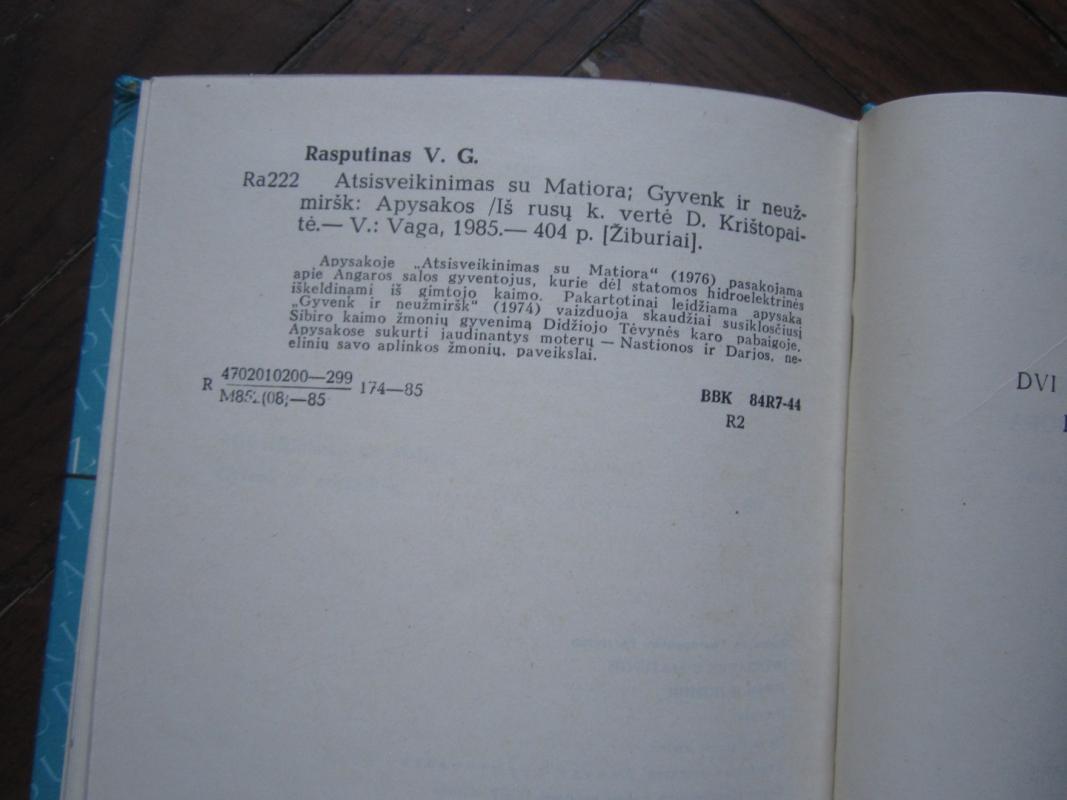 Rasputinas V. G.
Ra222 Atsisveikinimas su Matiora; Gyvenk ir neuž-
miršk: Apysakos /Iš rusų k. vertė D. Krištopai-
tė.— V.: Vaga, 1985.— 404 p. [Žiburiai].
Apysakoje „Atsisveikinimas su Matiora“ (1976) pasakojama
apie Angaros salos gyventojus, kurie dėl statomos hidroelektrinės
iškeldinami iš gimtojo kaimo. Pakartotinai leidžiama apysaka
„Gyvenk ir neužmiršk“ (1974) vaizduoja skaudžiai susiklosčiusį
Sibiro kaimo žmonių gyvenimą Didžiojo Tėvynės karo pabaigoje.
Apysakose sukurti jaudinantys moterų — Nastionos ir Darjos, ne-
eilinių savo aplinkos žmonių, paveikslai.
R 4702010200—299 174—85
M852(08)—85
BBK 84R7-44
R2
DVI